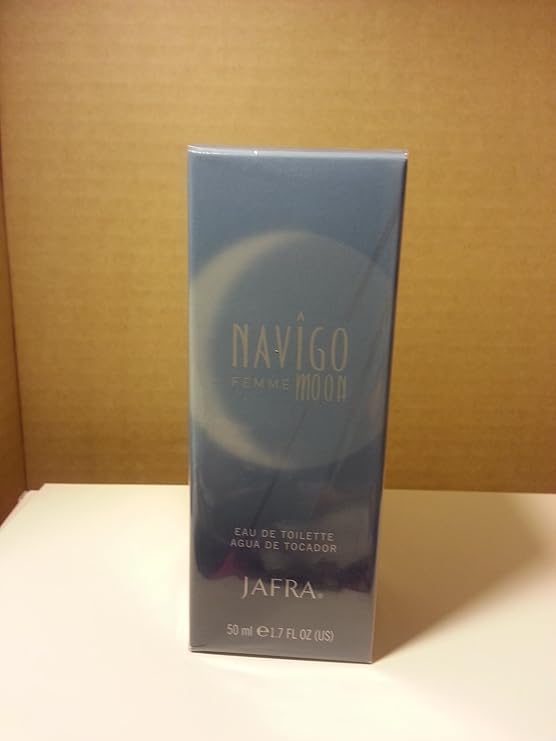 NAVÎGO
FEMME MOON
EAU DE TOILETTE
AGUA DE TOCADOR
JAFRA®
50 ml ℮1.7 FL OZ (US)